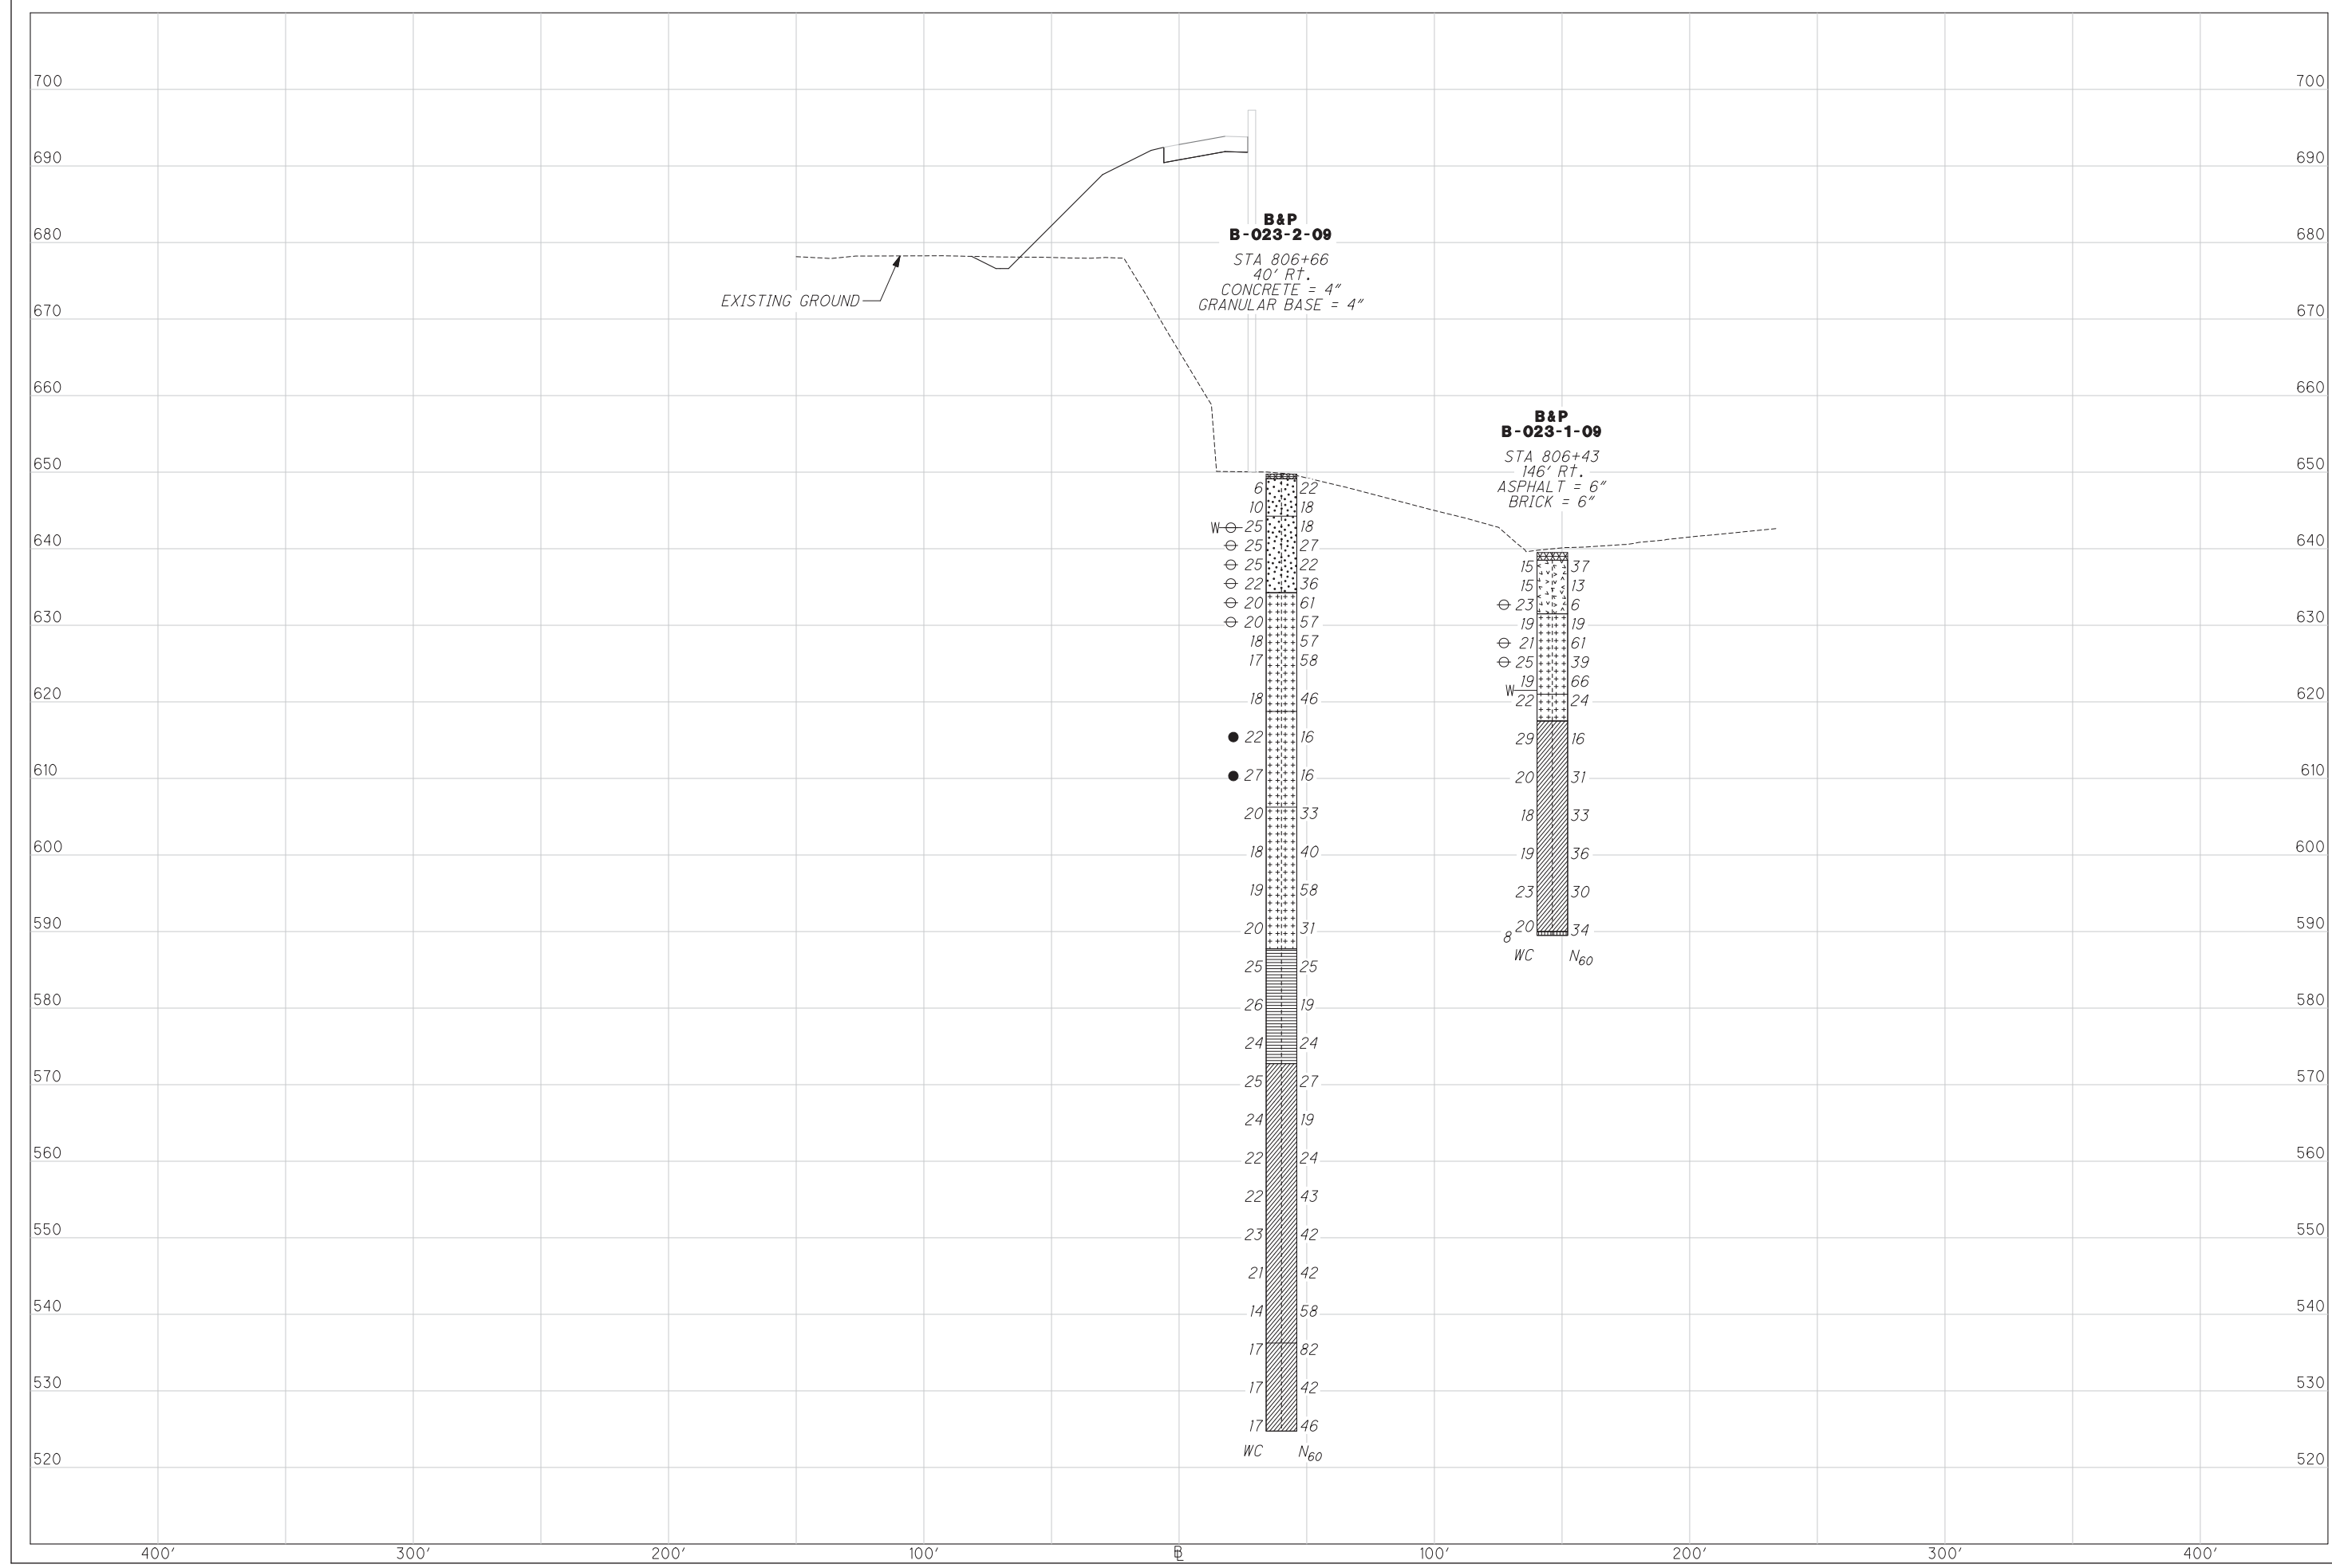 700 700
690 690
B&P
B-023-2-09
680 680
STA 806+66
40' Rt.
CONCRETE = 4"
GRANULAR BASE = 4"
EXISTING GROUND
670 670
660 660
B&P
B-023-1-09
STA 806+43
146' Rt.
ASPHALT = 6"
BRICK = 6"
650 650
6 22
10 18
W 25 18
640 25 27 640
25 22 15 37
22 36 15 13
20 61 23 6
630 20 57 19 19 630
18 57 21 61
17 58 25 39
19 66
620 18 46 W 22 24 620
22 16 29 16
610 27 16 20 31 610
20 33 18 33
600 18 40 19 36 600
19 58 23 30
590 20 31 20 34 590
8
WC N60
25 25
580 26 19 580
24 24
570 25 27 570
24 19
560 22 24 560
22 43
550 23 42 550
21 42
540 14 58 540
17 82
530 17 42 530
17 46
WC N60
520 520
400' 300' 200' 100' BL 100' 200' 300' 400'